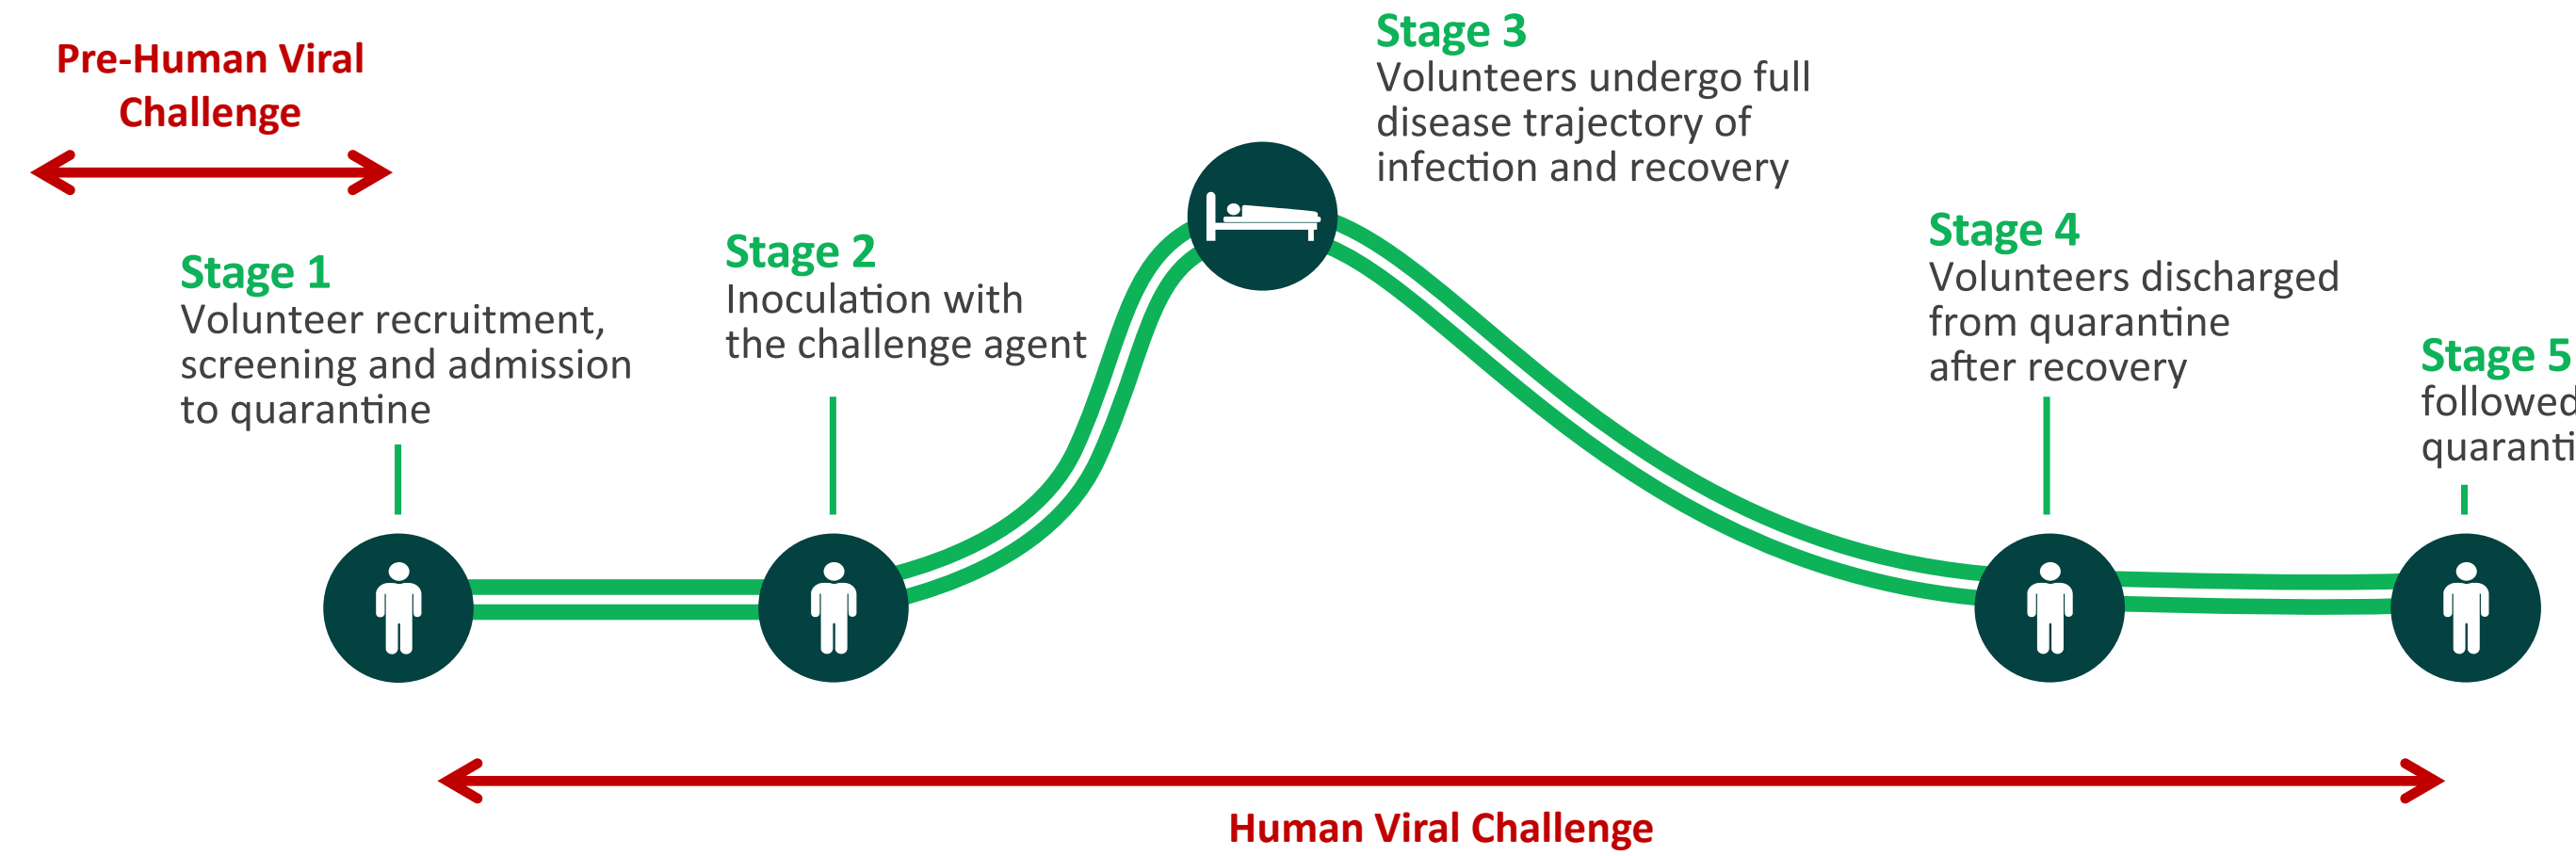 Pre-Human Viral
Challenge
Stage 1
Volunteer recruitment,
screening and admission
to quarantine
Stage 2
Inoculation with
the challenge agent
Stage 3
Volunteers undergo full
disease trajectory of
infection and recovery
Stage 4
Volunteers discharged
from quarantine
after recovery
Stage 5
followed
Human Viral Challenge